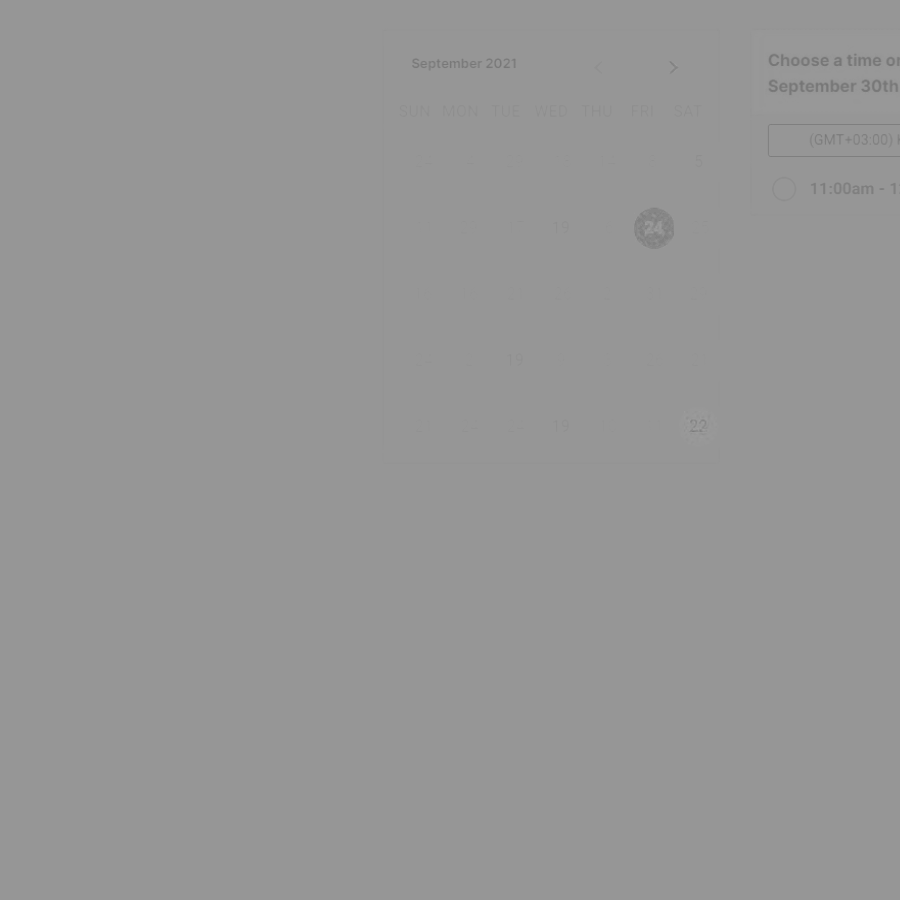 September 2021
SUN MON TUE WED THU FRI SAT
5
19 24
19
19 22
Choose a time or
September 30th
(GMT+03:00)
11:00am - 1